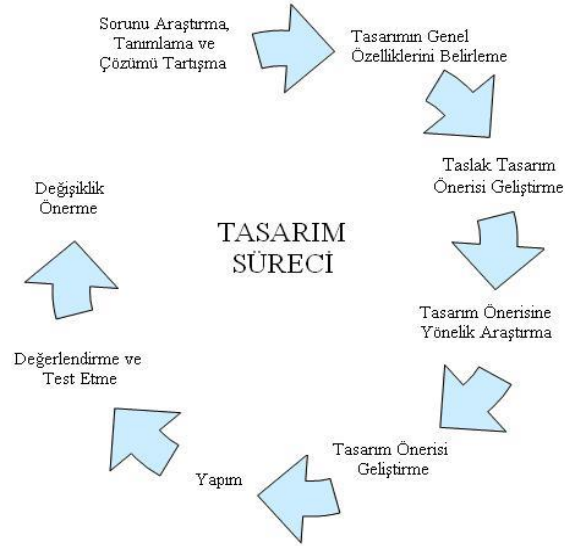 Sorunu Araştırma,
Tanımlama ve
Çözümü Tartışma
Tasarımın Genel
Özelliklerini Belirleme
Taslak Tasarım
Önerisi Geliştirme
Tasarım Önerisine
Yönelik Araştırma
Tasarım Önerisi
Geliştirme
Yapım
Değerlendirme ve
Test Etme
Değişiklik
Önerme
TASARIM
SÜRECİ